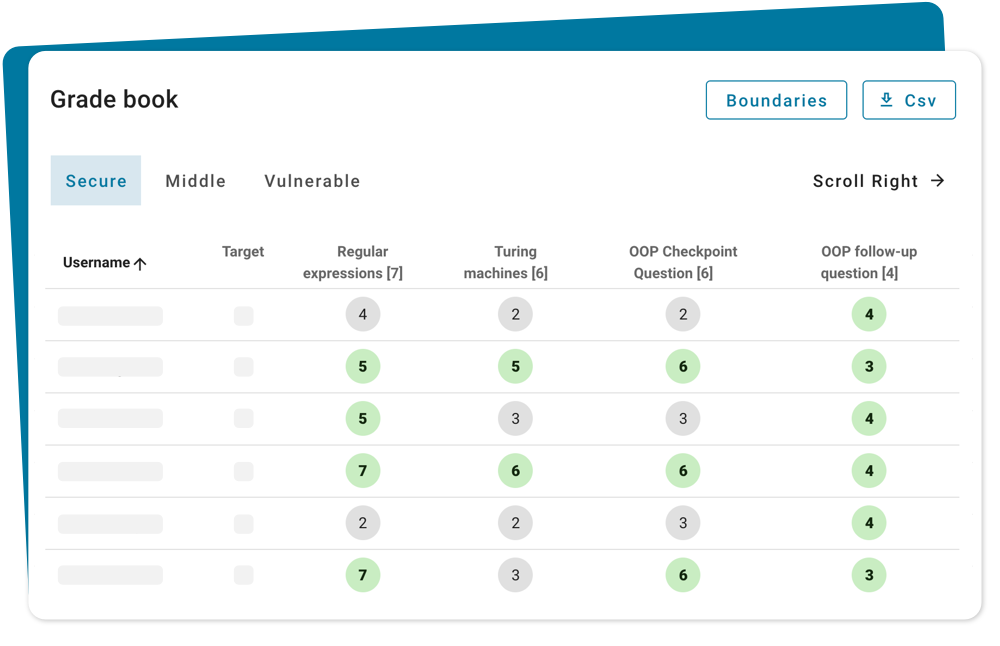 Grade book
Boundaries
Csv
Secure
Middle
Vulnerable
Scroll Right
Username
Target
Regular
expressions [7]
Turing
machines [6]
OOP Checkpoint
Question [6]
OOP follow-up
question [4]
4 2 2 4
5 5 6 3
5 3 3 4
7 6 6 4
2 2 3 4
7 3 6 3